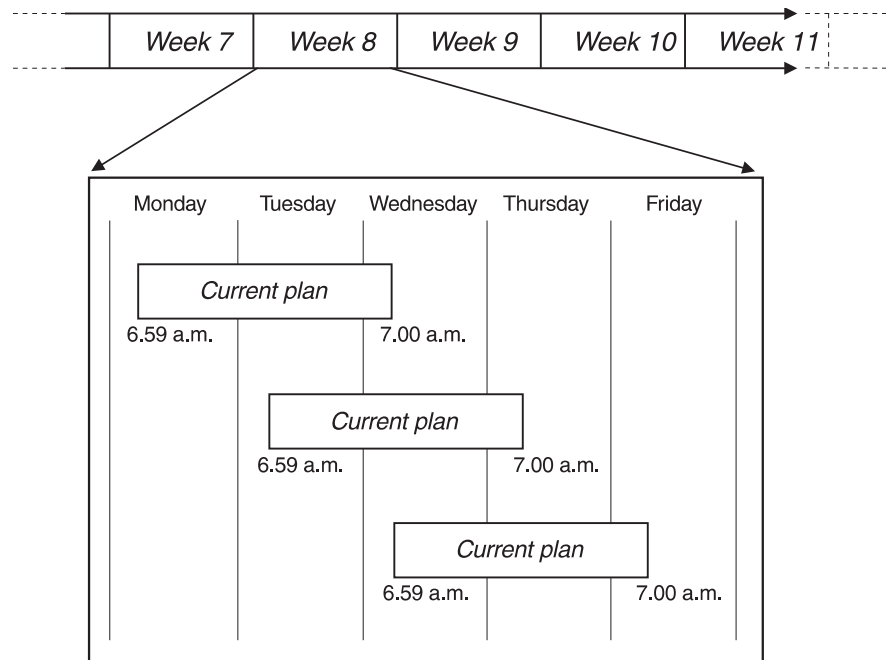 Week 7 Week 8 Week 9 Week 10 Week 11
Monday Tuesday Wednesday Thursday Friday
Current plan
6.59 a.m. 7.00 a.m.
Current plan
6.59 a.m. 7.00 a.m.
Current plan
6.59 a.m. 7.00 a.m.